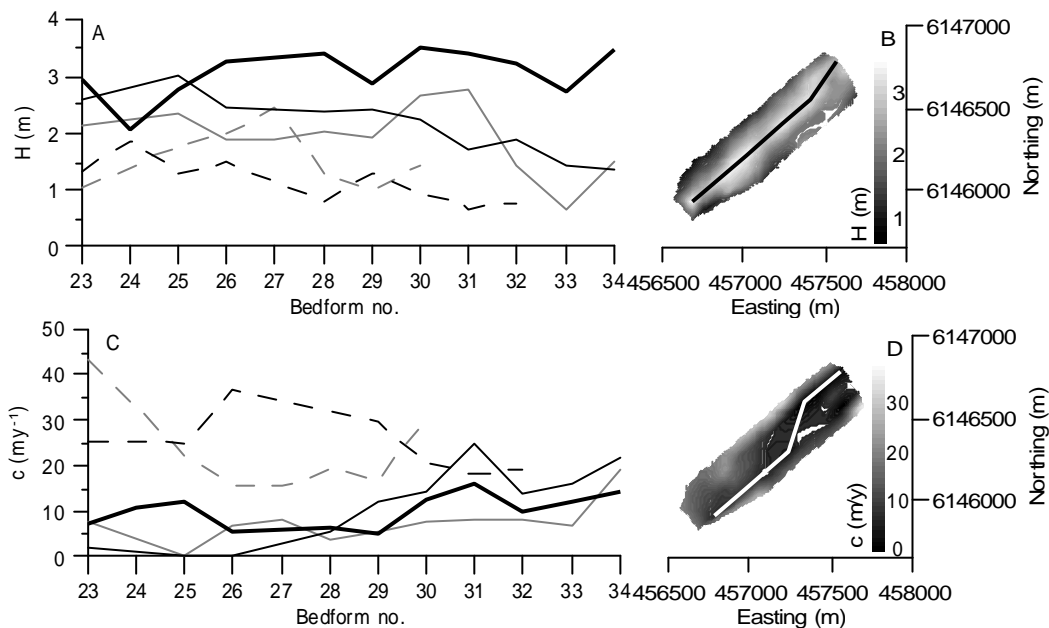 A
H (m)
4
3
2
1
0
23 24 25 26 27 28 29 30 31 32 33 34
Bedform no.
B
H (m)
3
2
1
6147000
6146500
6146000
Northing (m)
456500 457000 457500 458000
Easting (m)
C
c (my-1)
50
40
30
20
10
0
23 24 25 26 27 28 29 30 31 32 33 34
Bedform no.
D
c (m/y)
30
20
10
0
6147000
6146500
6146000
Northing (m)
456500 457000 457500 458000
Easting (m)